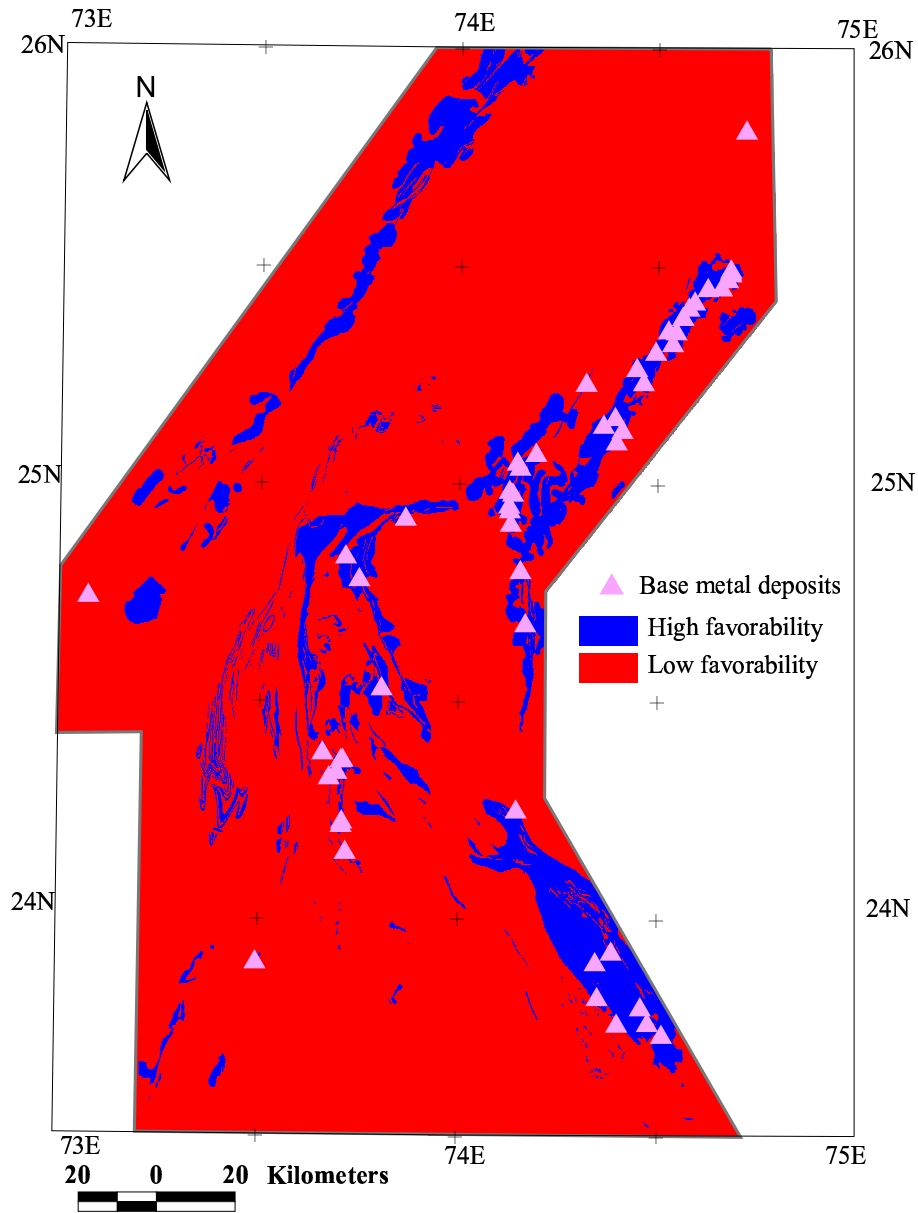 73E 74E 75E
26N 26N
N
25N 25N
Base metal deposits
High favorability
Low favorability
24N 24N
73E 74E 75E
20 0 20 Kilometers